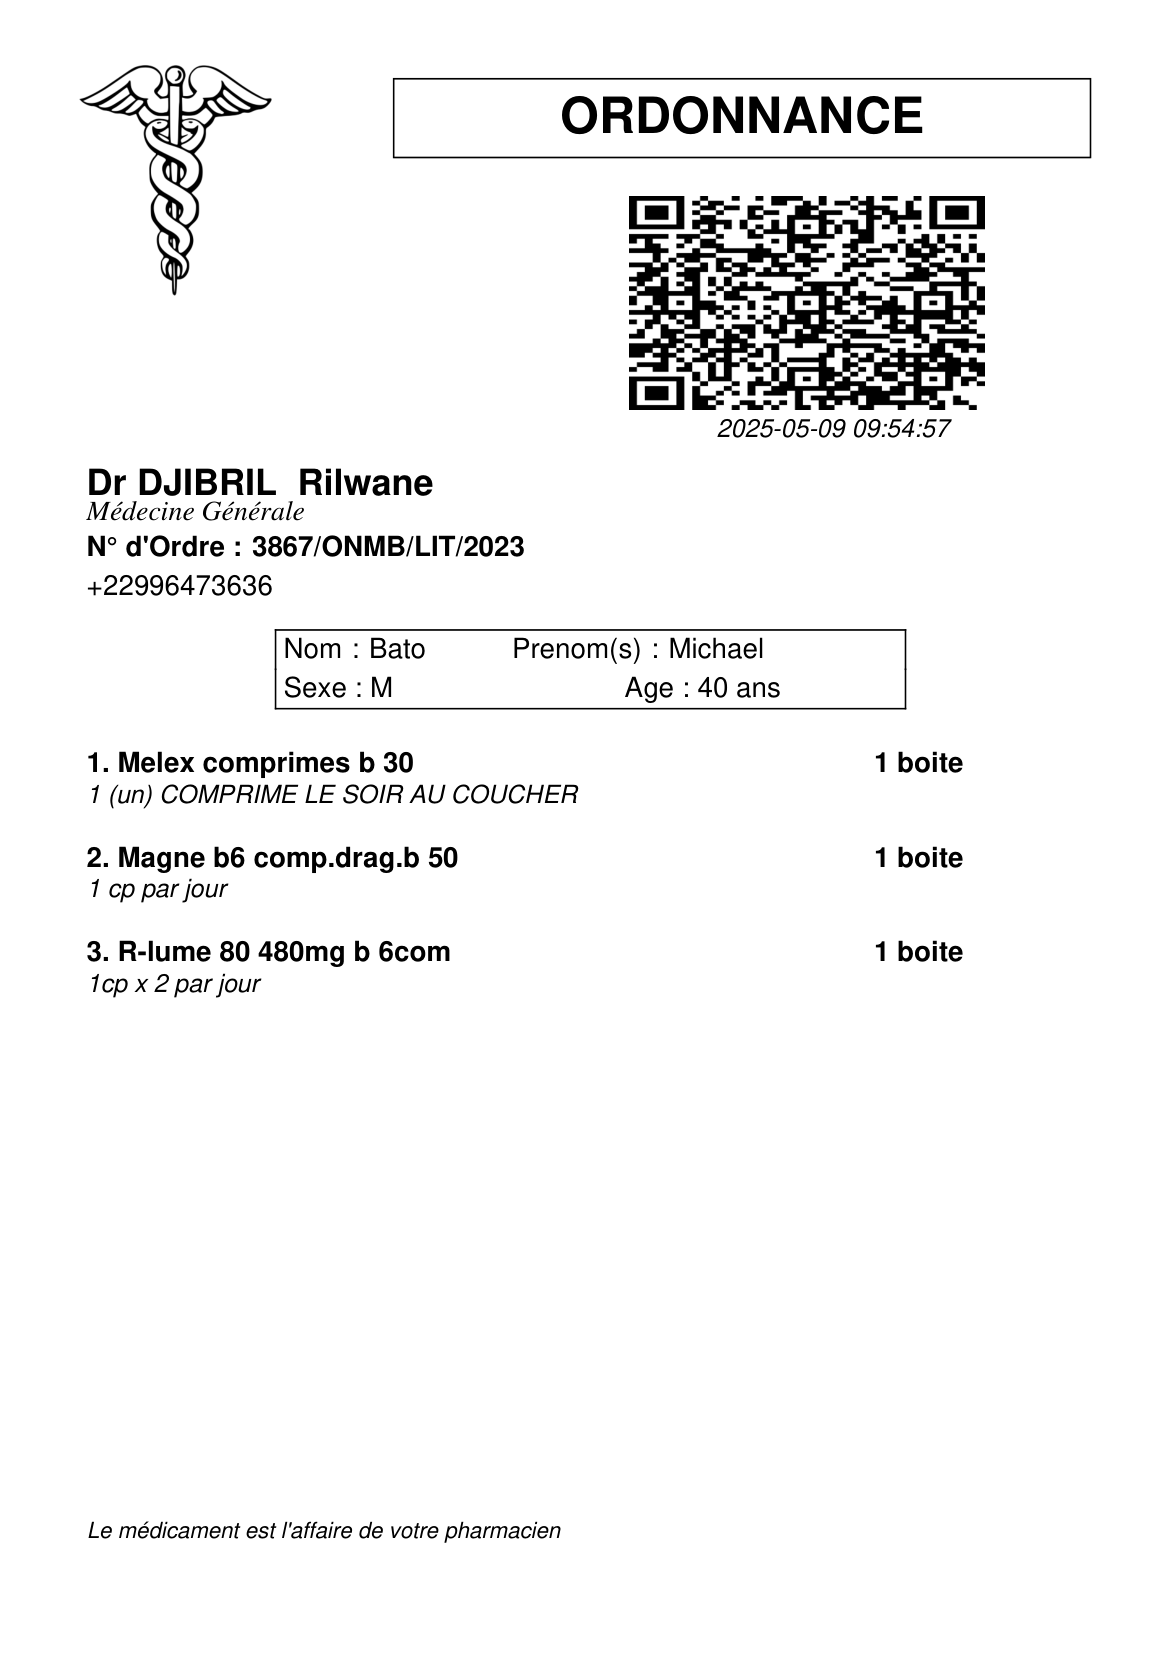 ORDONNANCE
2025-05-09 09:54:57
Dr DJIBRIL  Rilwane
Médecine Générale
N° d'Ordre : 3867/ONMB/LIT/2023
+22996473636
Nom : Bato Prenom(s) : Michael
Sexe : M Age : 40 ans
1. Melex comprimes b 30 1 boite
1 (un) COMPRIME LE SOIR AU COUCHER
2. Magne b6 comp.drag.b 50 1 boite
1 cp par jour
3. R-lume 80 480mg b 6com 1 boite
1cp x 2 par jour
Le médicament est l'affaire de votre pharmacien